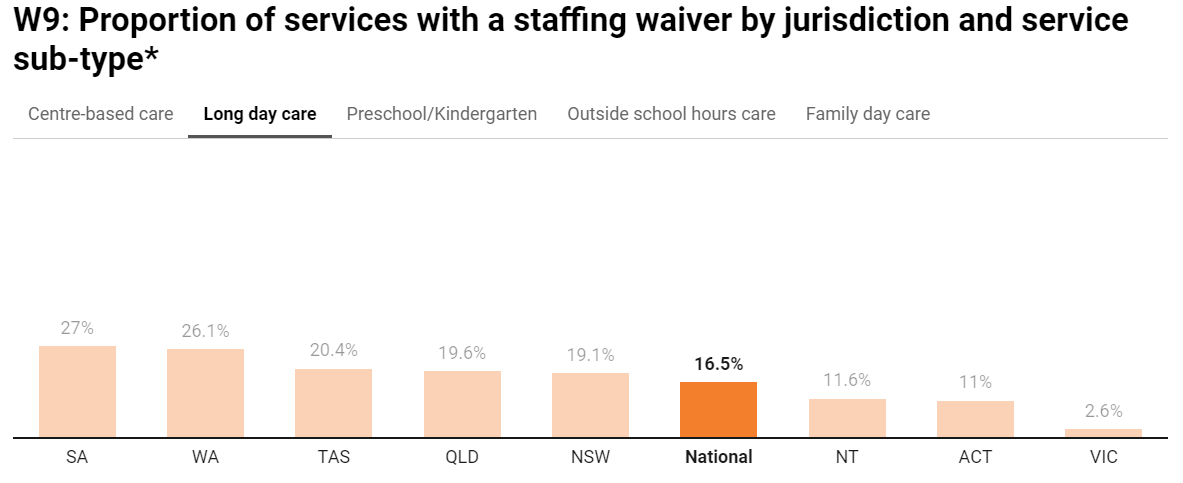 W9: Proportion of services with a staffing waiver by jurisdiction and service
sub-type*
Centre-based care Long day care Preschool/Kindergarten Outside school hours care Family day care
27% 26.1% 20.4% 19.6% 19.1% 16.5% 11.6% 11% 2.6%
SA WA TAS QLD NSW National NT ACT VIC